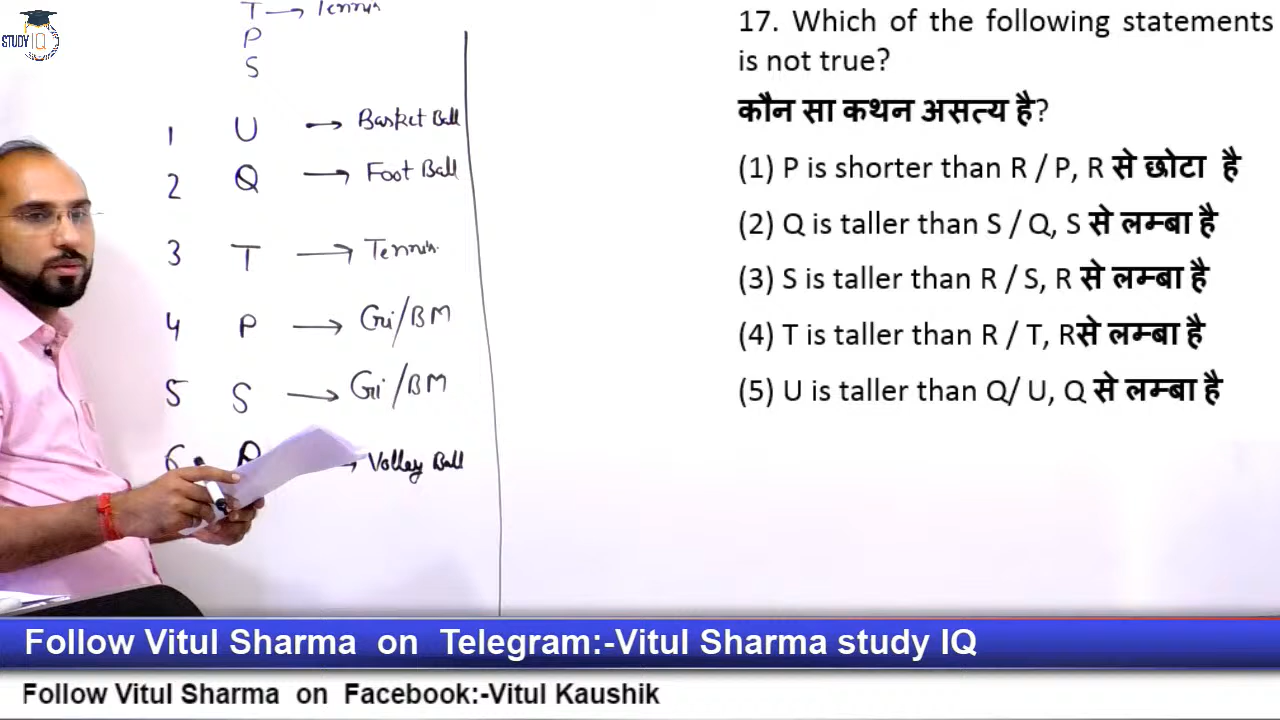 STUDY IQ
T → Tennis
P
S
1 U → Basket Ball
2 Q → Foot Ball
3 T → Tennis
4 P → Gri/BM
5 S → Gri/BM
6 → Volley Ball
17. Which of the following statements
is not true?
कौन सा कथन असत्य है?
(1) P is shorter than R / P, R से छोटा है
(2) Q is taller than S / Q, S से लम्बा है
(3) S is taller than R / S, R से लम्बा है
(4) T is taller than R / T, Rसे लम्बा है
(5) U is taller than Q/ U, Q से लम्बा है
Follow Vitul Sharma on Telegram:-Vitul Sharma study IQ
Follow Vitul Sharma on Facebook:-Vitul Kaushik